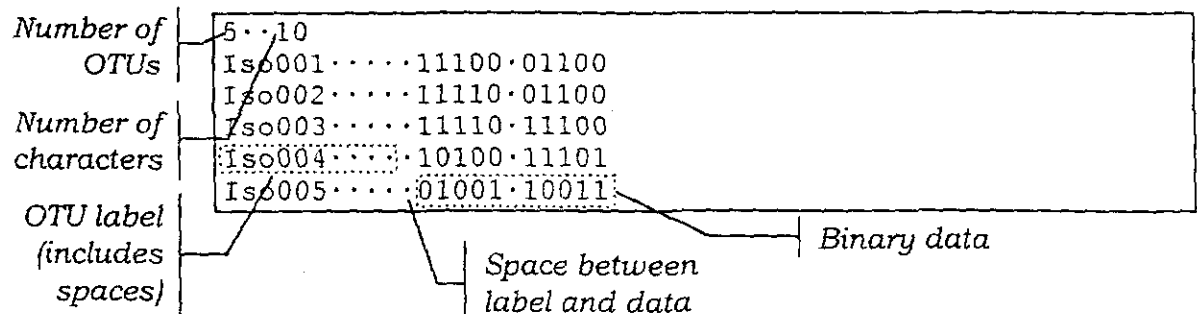 Number of
OTUs
Number of
characters
OTU label
(includes
spaces)
5··10
Iso001·····11100·01100
Iso002·····11110·01100
Iso003·····11110·11100
Iso004·····10100·11101
Iso005·····01001·10011
Space between
label and data
Binary data